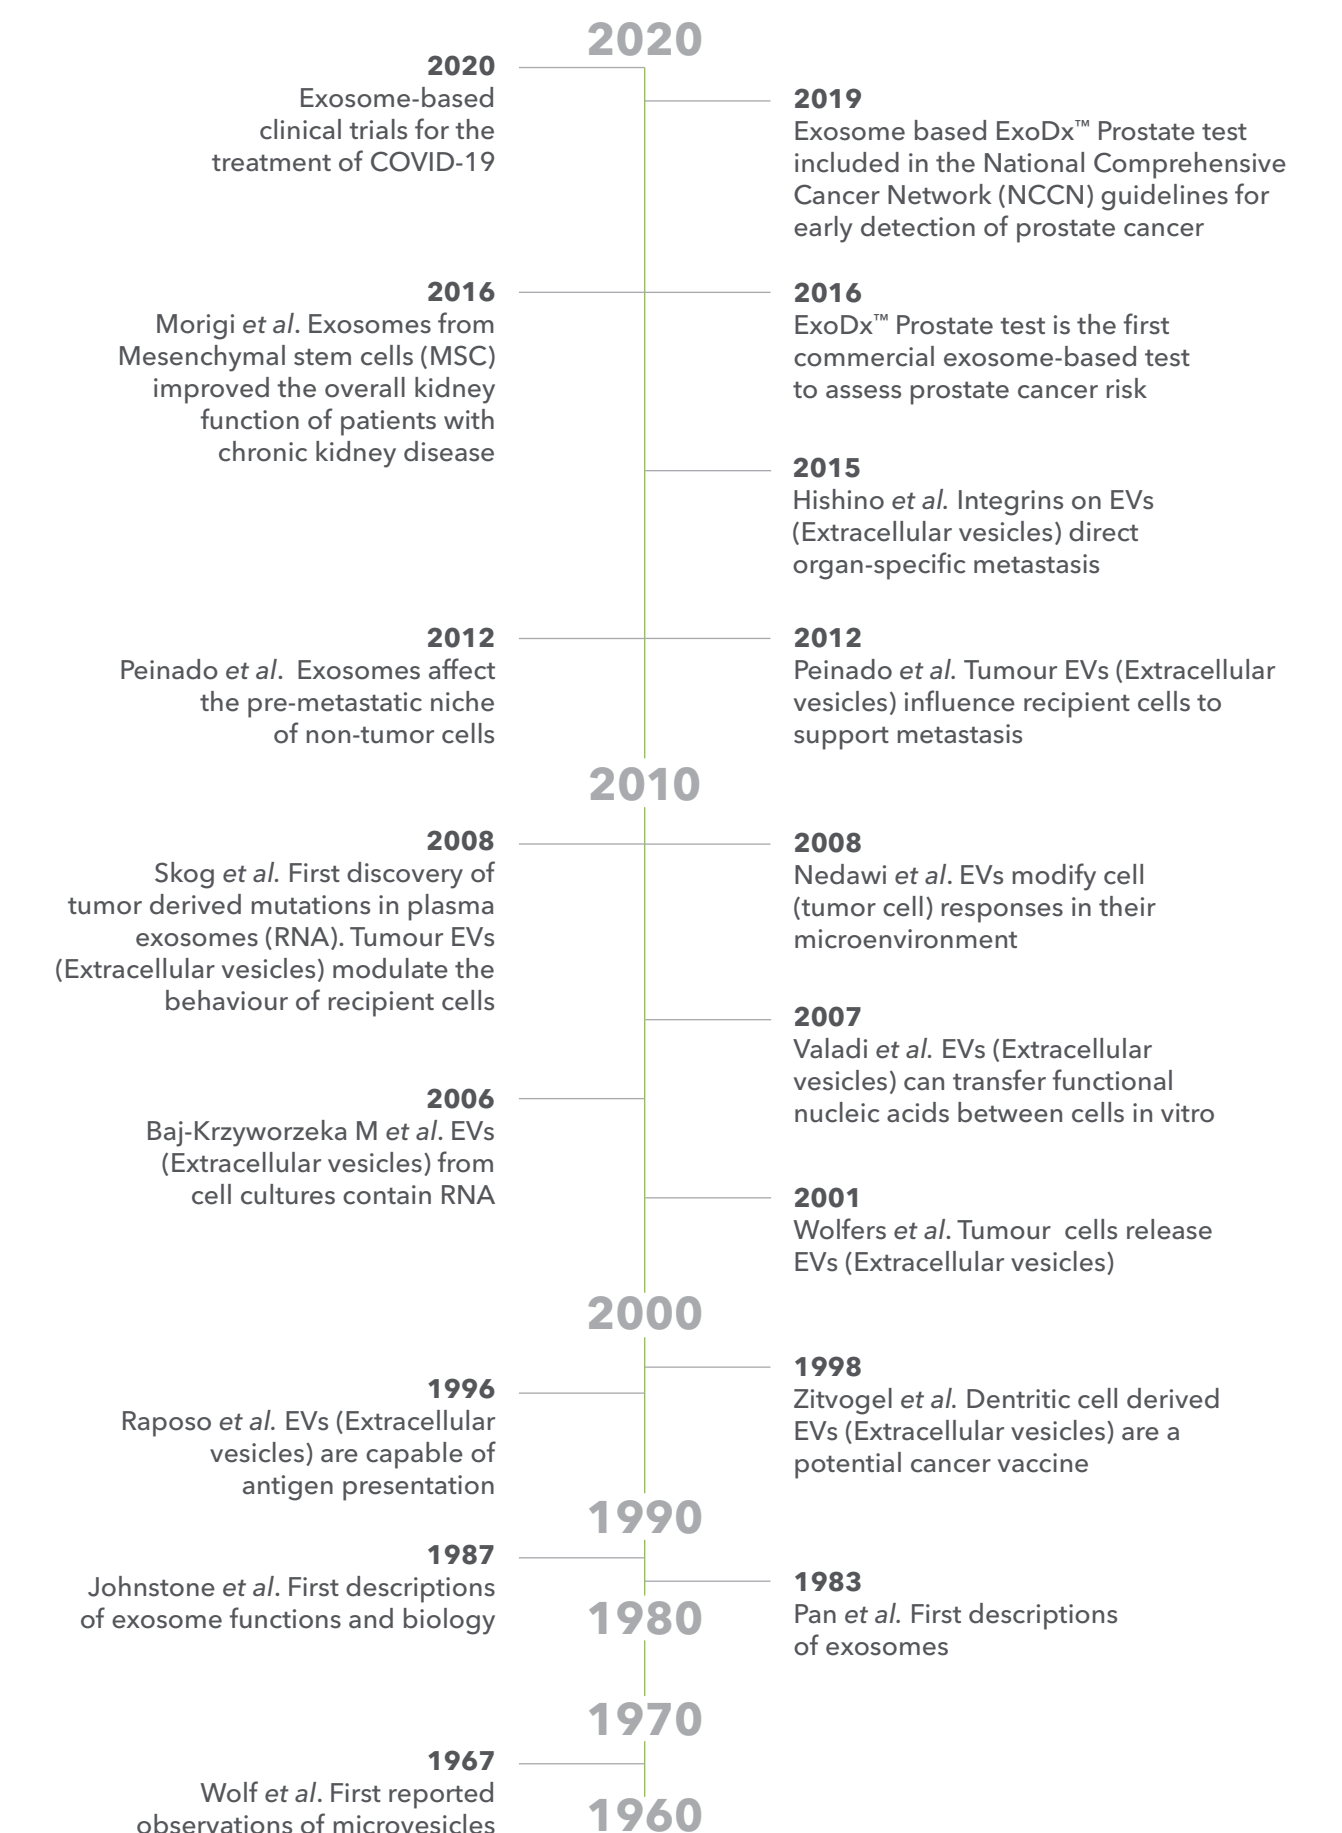 2020
2020
Exosome-based
clinical trials for the
treatment of COVID-19
2019
Exosome based ExoDx™ Prostate test
included in the National Comprehensive
Cancer Network (NCCN) guidelines for
early detection of prostate cancer
2016
Morigi et al. Exosomes from
Mesenchymal stem cells (MSC)
improved the overall kidney
function of patients with
chronic kidney disease
2016
ExoDx™ Prostate test is the first
commercial exosome-based test
to assess prostate cancer risk
2015
Hishino et al. Integrins on EVs
(Extracellular vesicles) direct
organ-specific metastasis
2012
Peinado et al. Exosomes affect
the pre-metastatic niche
of non-tumor cells
2012
Peinado et al. Tumour EVs (Extracellular
vesicles) influence recipient cells to
support metastasis
2010
2008
Skog et al. First discovery of
tumor derived mutations in plasma
exosomes (RNA). Tumour EVs
(Extracellular vesicles) modulate the
behaviour of recipient cells
2008
Nedawi et al. EVs modify cell
(tumor cell) responses in their
microenvironment
2007
Valadi et al. EVs (Extracellular
vesicles) can transfer functional
nucleic acids between cells in vitro
2006
Baj-Krzyworzeka M et al. EVs
(Extracellular vesicles) from
cell cultures contain RNA
2001
Wolfers et al. Tumour cells release
EVs (Extracellular vesicles)
2000
1998
Zitvogel et al. Dentritic cell derived
EVs (Extracellular vesicles) are a
potential cancer vaccine
1996
Raposo et al. EVs (Extracellular
vesicles) are capable of
antigen presentation
1990
1987
Johnstone et al. First descriptions
of exosome functions and biology
1983
Pan et al. First descriptions
of exosomes
1980
1970
1967
Wolf et al. First reported
observations of microvesicles
1960